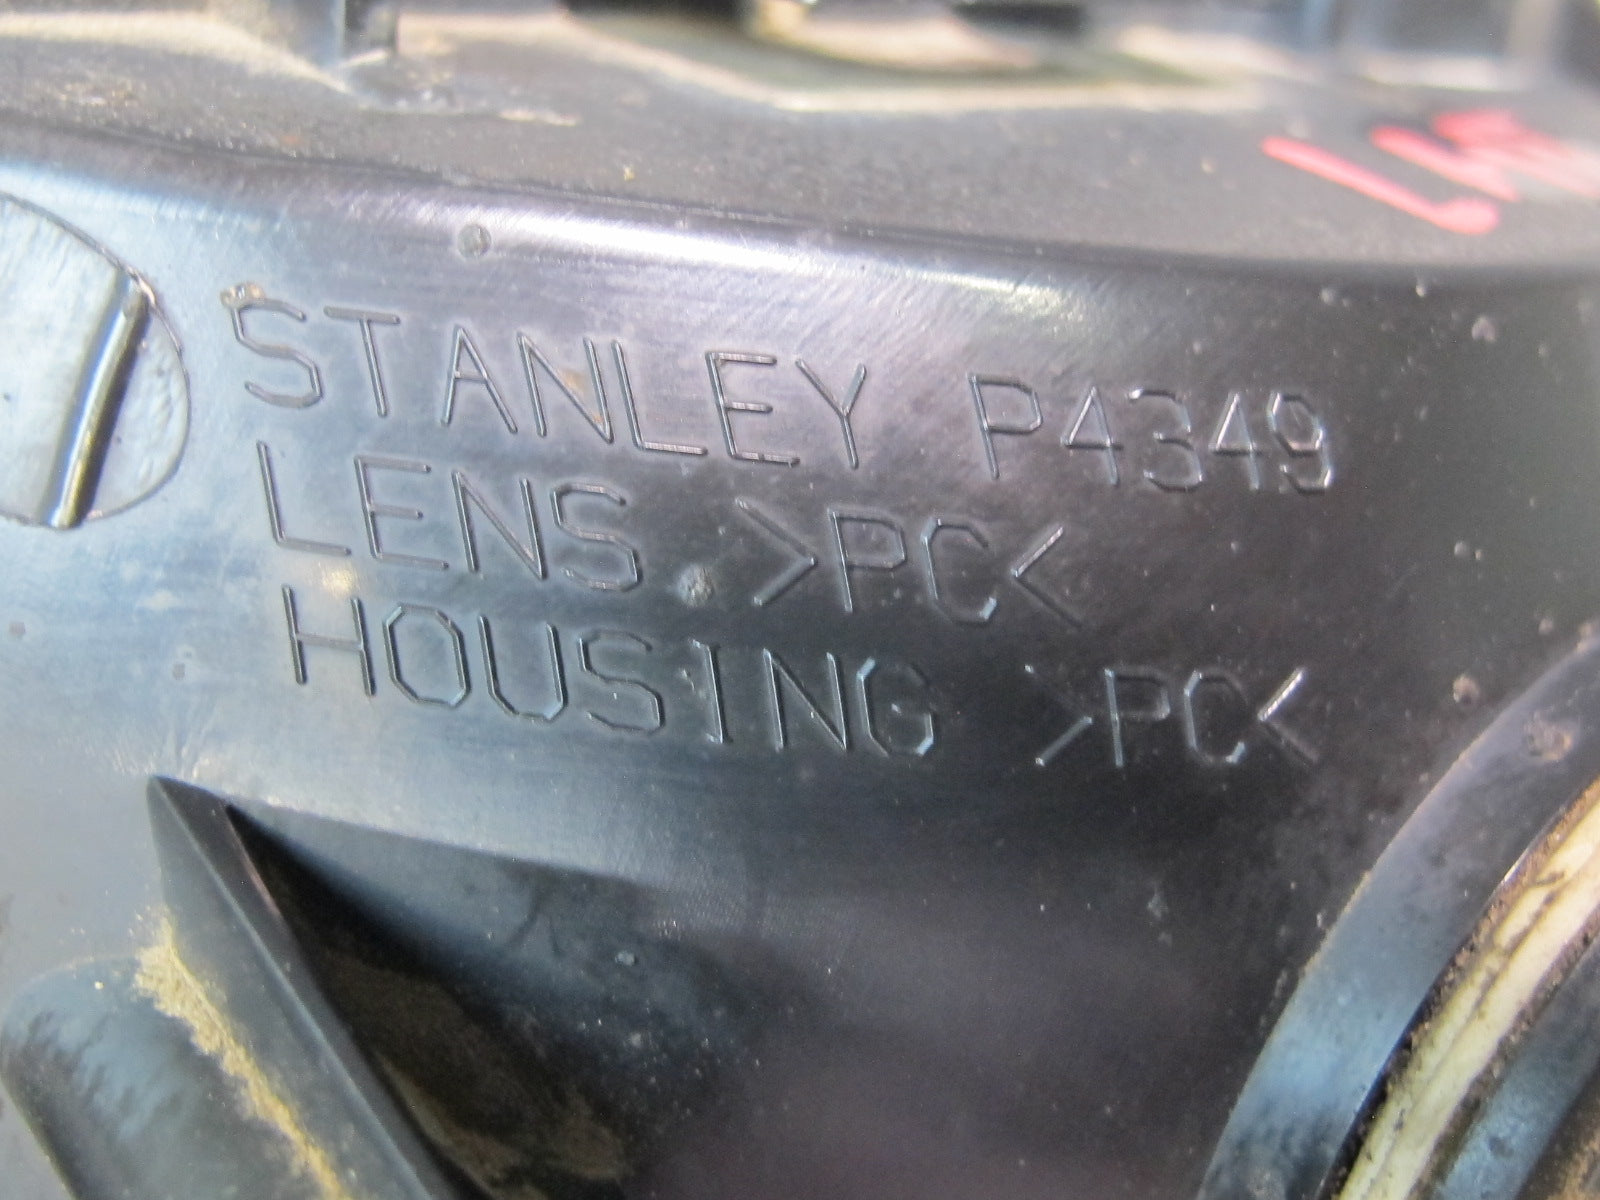 STANLEY P4349
LENS >PC<
HOUSING >PC<